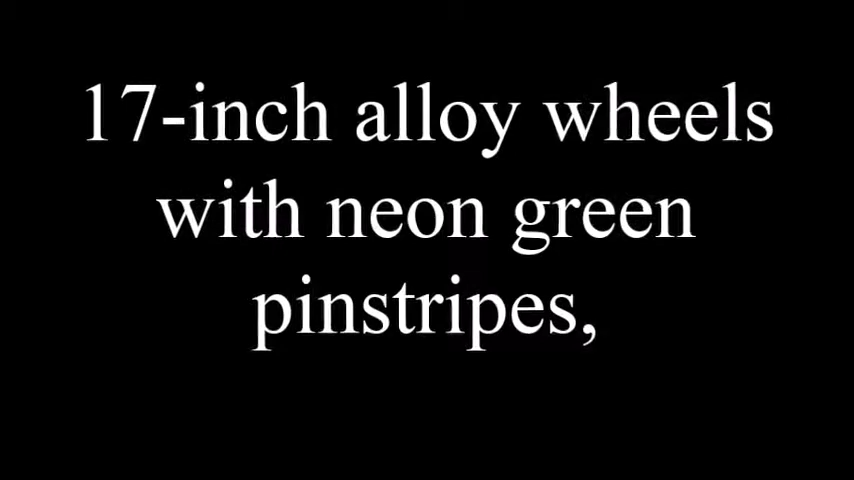 17-inch alloy wheels
with neon green
pinstripes,